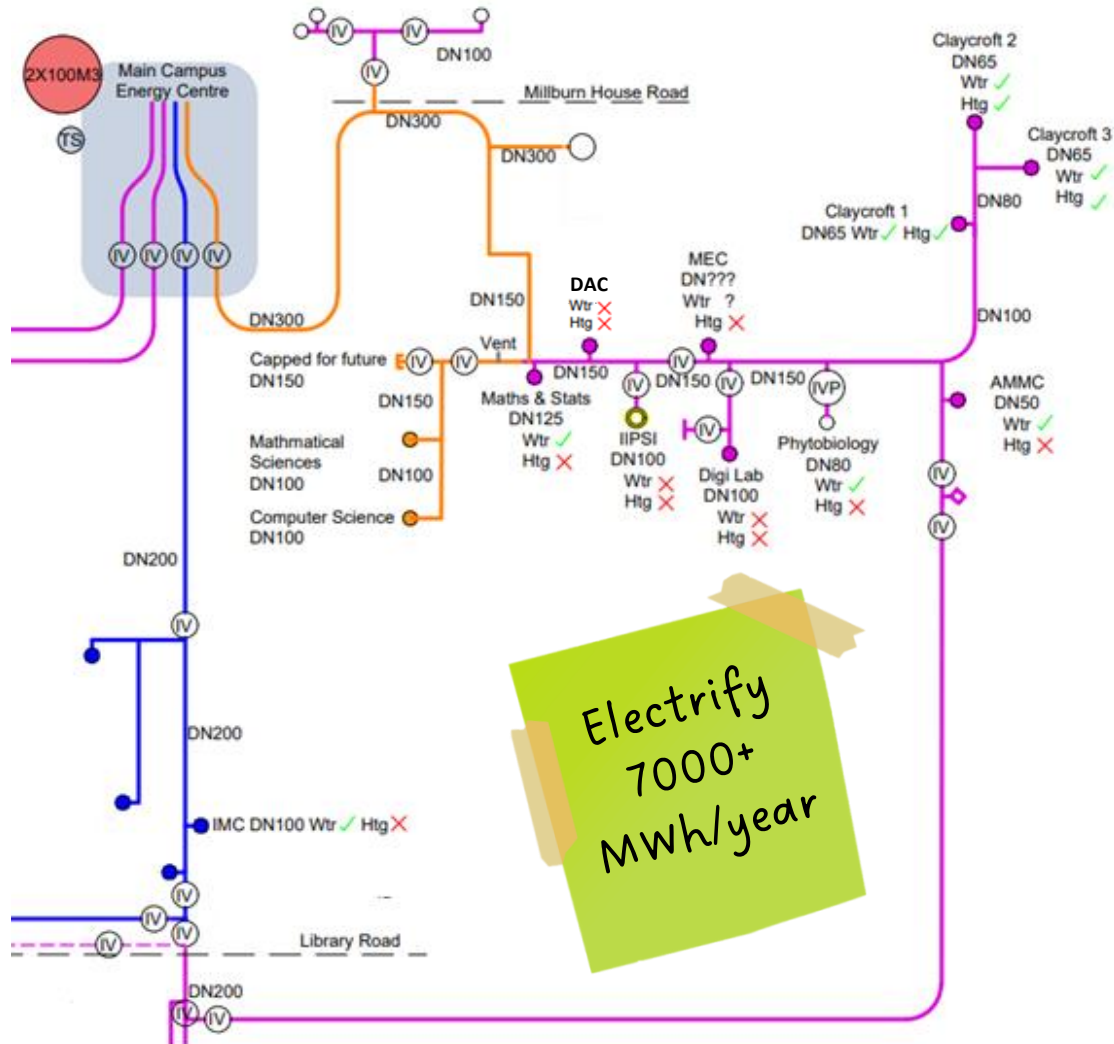 2X100M3
Main Campus
Energy Centre
TS
IV
IV
IV
IV
IV
IV
IV
DN100
Millburn House Road
DN300
DN300
DN300
DN150
Capped for future
DN150
IV
IV
Vent
DN150
DN100
Mathmatical
Sciences
DN100
Computer Science
DN100
Maths & Stats
DN125
Wtr ✓
Htg ✗
DAC
Wtr ✗
Htg ✗
DN150
IV
IIPSI
DN100
Wtr ✗
Htg ✗
IV
DN150
MEC
DN???
Wtr ?
Htg ✗
IV
IV
Digi Lab
DN100
Wtr ✗
Htg ✗
DN150
IVP
Phytobiology
DN80
Wtr ✓
Htg ✗
Claycroft 2
DN65
Wtr ✓
Htg ✓
Claycroft 3
DN65
Wtr ✓
Htg ✓
DN80
Claycroft 1
DN65 Wtr ✓ Htg ✓
DN100
AMMC
DN50
Wtr ✓
Htg ✗
IV
IV
DN200
IV
DN200
IMC DN100 Wtr ✓ Htg ✗
IV
IV
IV
IV
Library Road
DN200
IV
IV
Electrify
7000+
MWh/year